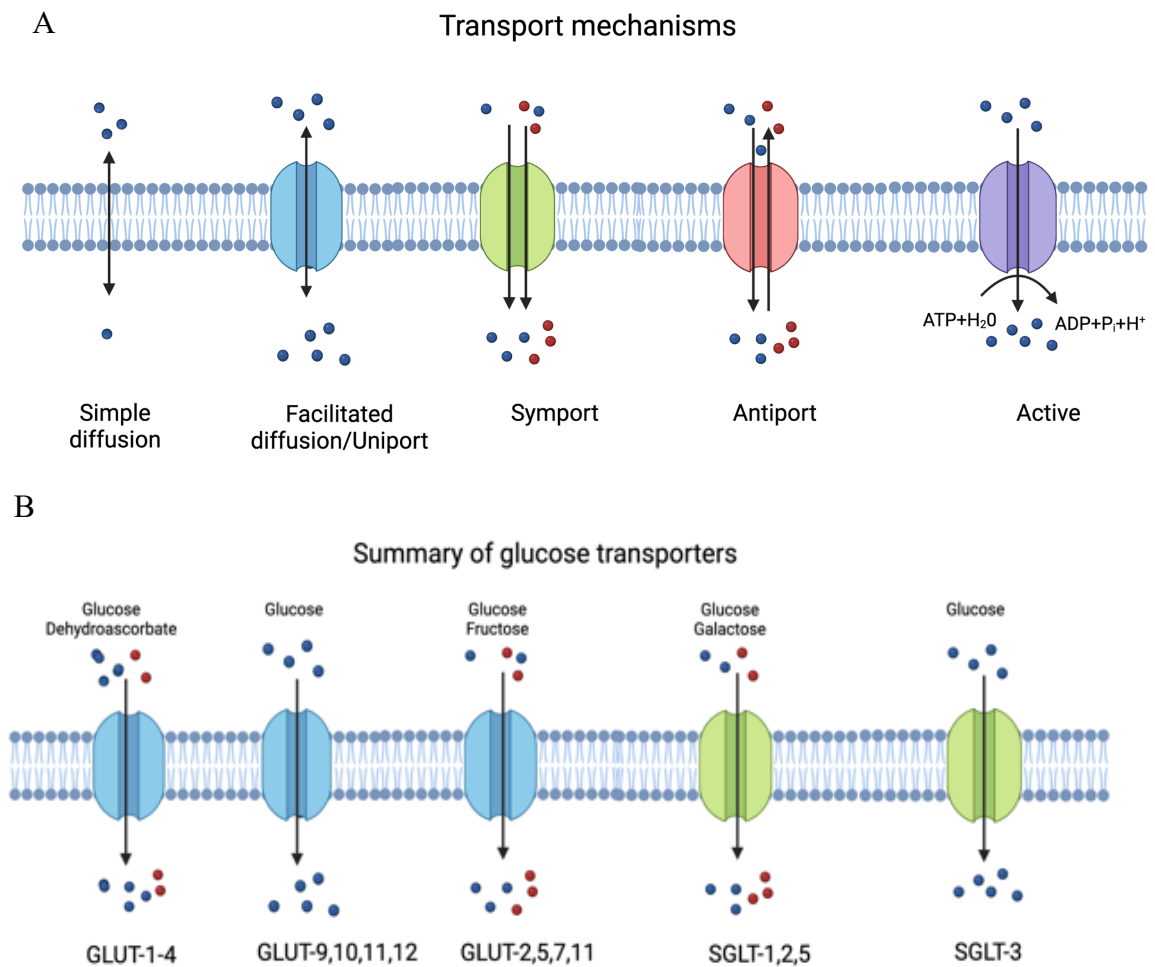 A
Transport mechanisms
ATP+H₂0
ADP+Pᵢ+H⁺
Simple
diffusion
Facilitated
diffusion/Uniport
Symport
Antiport
Active
B
Summary of glucose transporters
Glucose
Dehydroascorbate
Glucose
Glucose
Fructose
Glucose
Galactose
Glucose
GLUT-1-4
GLUT-9,10,11,12
GLUT-2,5,7,11
SGLT-1,2,5
SGLT-3